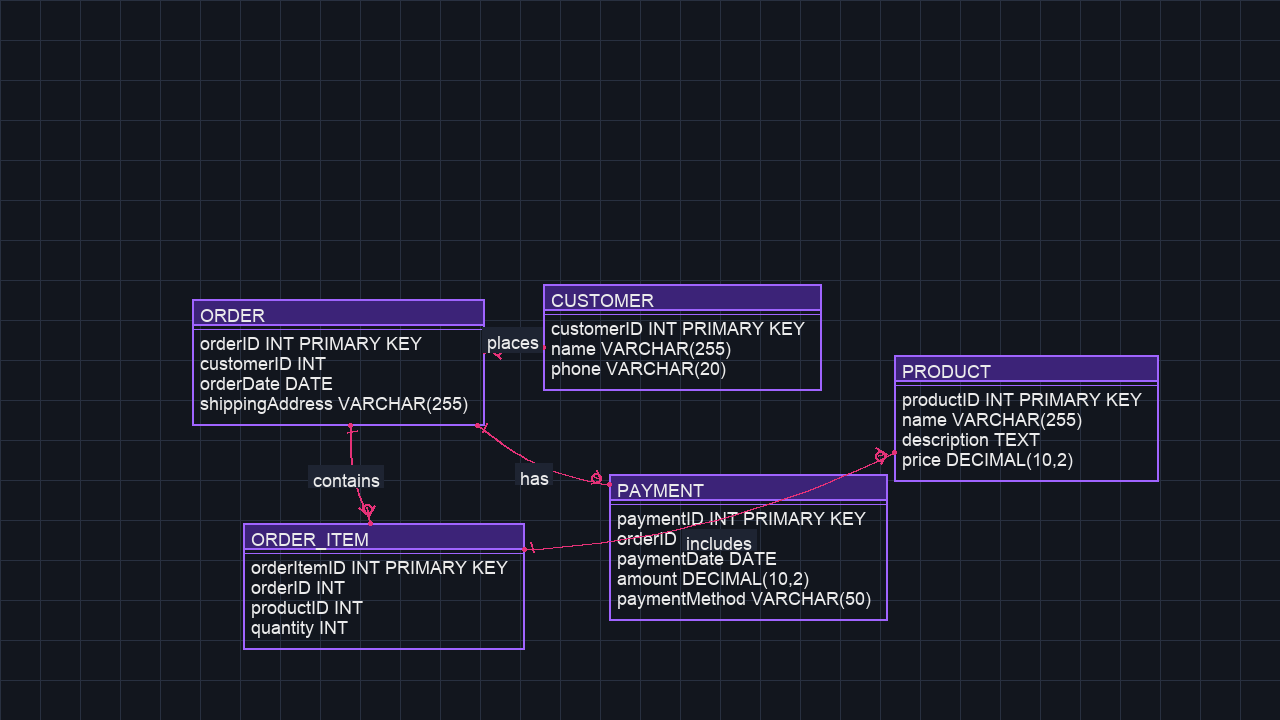 ORDER
orderID INT PRIMARY KEY
customerID INT
orderDate DATE
shippingAddress VARCHAR(255)
places
CUSTOMER
customerID INT PRIMARY KEY
name VARCHAR(255)
phone VARCHAR(20)
PRODUCT
productID INT PRIMARY KEY
name VARCHAR(255)
description TEXT
price DECIMAL(10,2)
contains
has
ORDER_ITEM
orderItemID INT PRIMARY KEY
orderID INT
productID INT
quantity INT
PAYMENT
paymentID INT PRIMARY KEY
orderID
includes
paymentDate DATE
amount DECIMAL(10,2)
paymentMethod VARCHAR(50)